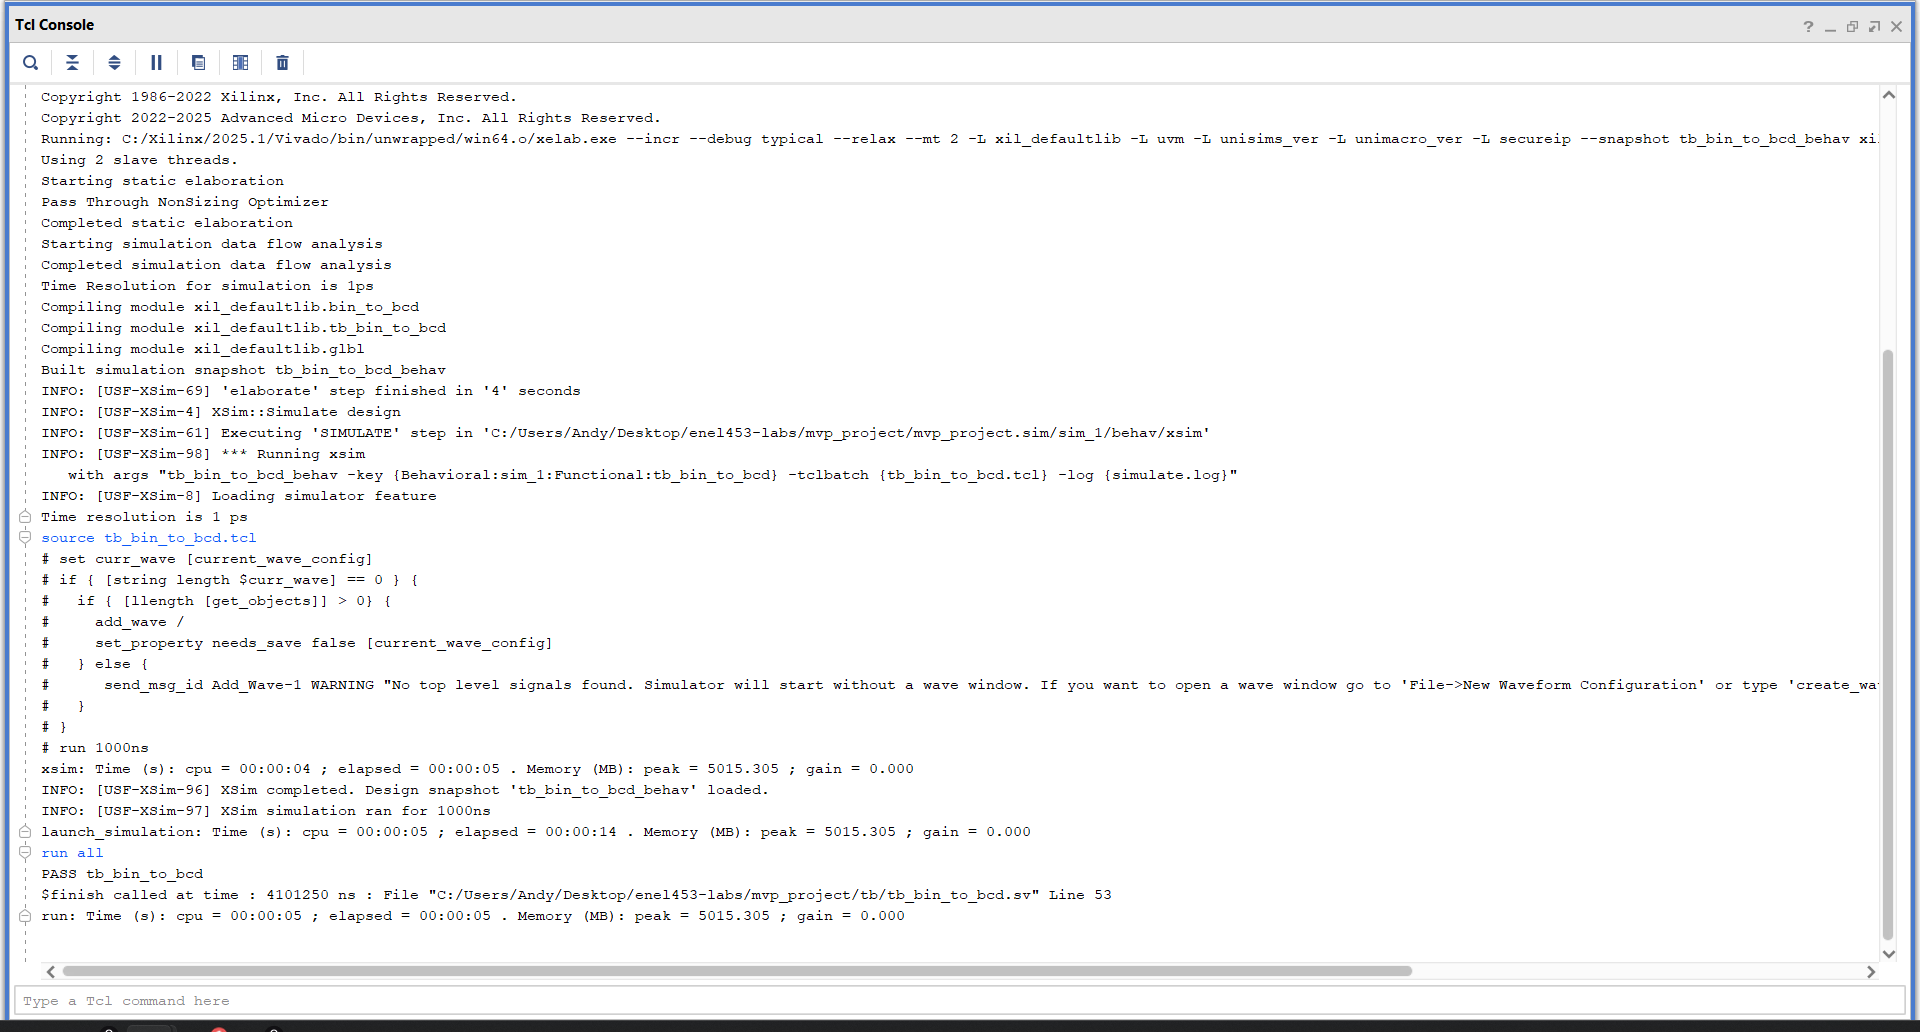 Tcl Console
Copyright 1986-2022 Xilinx, Inc. All Rights Reserved.
Copyright 2022-2025 Advanced Micro Devices, Inc. All Rights Reserved.
Running: C:/Xilinx/2025.1/Vivado/bin/unwrapped/win64.o/xelab.exe --incr --debug typical --relax --mt 2 -L xil_defaultlib -L uvm -L unisims_ver -L unimacro_ver -L secureip --snapshot tb_bin_to_bcd_behav xi
Using 2 slave threads.
Starting static elaboration
Pass Through NonSizing Optimizer
Completed static elaboration
Starting simulation data flow analysis
Completed simulation data flow analysis
Time Resolution for simulation is 1ps
Compiling module xil_defaultlib.bin_to_bcd
Compiling module xil_defaultlib.tb_bin_to_bcd
Compiling module xil_defaultlib.glbl
Built simulation snapshot tb_bin_to_bcd_behav
INFO: [USF-XSim-69] 'elaborate' step finished in '4' seconds
INFO: [USF-XSim-4] XSim::Simulate design
INFO: [USF-XSim-61] Executing 'SIMULATE' step in 'C:/Users/Andy/Desktop/enel453-labs/mvp_project/mvp_project.sim/sim_1/behav/xsim'
INFO: [USF-XSim-98] *** Running xsim
with args "tb_bin_to_bcd_behav -key {Behavioral:sim_1:Functional:tb_bin_to_bcd} -tclbatch {tb_bin_to_bcd.tcl} -log {simulate.log}"
INFO: [USF-XSim-8] Loading simulator feature
Time resolution is 1 ps
source tb_bin_to_bcd.tcl
# set curr_wave [current_wave_config]
# if { [string length $curr_wave] == 0 } {
#   if { [llength [get_objects]] > 0} {
#     add_wave /
#     set_property needs_save false [current_wave_config]
#   } else {
#      send_msg_id Add_Wave-1 WARNING "No top level signals found. Simulator will start without a wave window. If you want to open a wave window go to 'File->New Waveform Configuration' or type 'create_wa
#   }
# }
# run 1000ns
xsim: Time (s): cpu = 00:00:04 ; elapsed = 00:00:05 . Memory (MB): peak = 5015.305 ; gain = 0.000
INFO: [USF-XSim-96] XSim completed. Design snapshot 'tb_bin_to_bcd_behav' loaded.
INFO: [USF-XSim-97] XSim simulation ran for 1000ns
launch_simulation: Time (s): cpu = 00:00:05 ; elapsed = 00:00:14 . Memory (MB): peak = 5015.305 ; gain = 0.000
run all
PASS tb_bin_to_bcd
$finish called at time : 4101250 ns : File "C:/Users/Andy/Desktop/enel453-labs/mvp_project/tb/tb_bin_to_bcd.sv" Line 53
run: Time (s): cpu = 00:00:05 ; elapsed = 00:00:05 . Memory (MB): peak = 5015.305 ; gain = 0.000
Type a Tcl command here